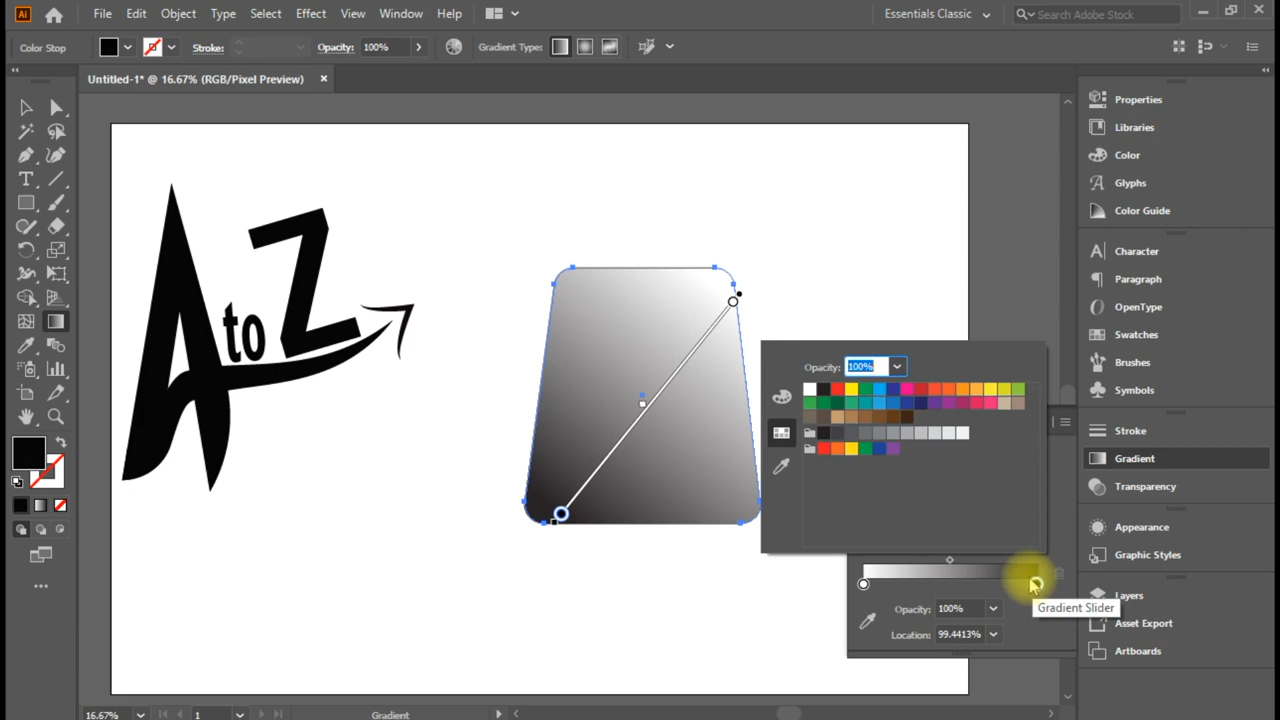 Ai
File Edit Object Type Select Effect View Window Help
Essentials Classic
Search Adobe Stock
Color Stop
Stroke:
Opacity: 100%
Gradient Type:
Untitled-1* @ 16.67% (RGB/Pixel Preview) ×
A to Z
Opacity: 100%
Opacity: 100%
Location: 99.4413%
Gradient Slider
Properties
Libraries
Color
Glyphs
Color Guide
Character
Paragraph
OpenType
Swatches
Brushes
Symbols
Stroke
Gradient
Transparency
Appearance
Graphic Styles
Layers
Asset Export
Artboards
16.67%
1
Gradient